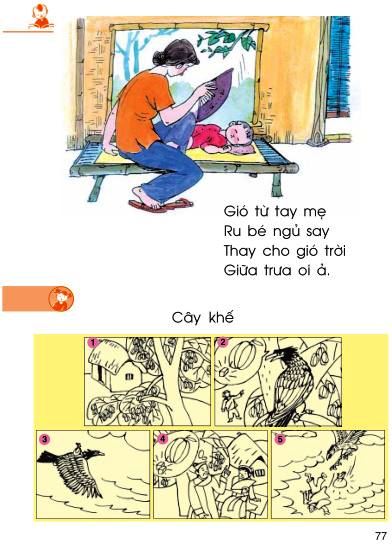 Gió từ tay mẹ
Ru bé ngủ say
Thay cho gió trời
Giữa trưa oi ả.
Cây khế
1
2
3
4
5
77